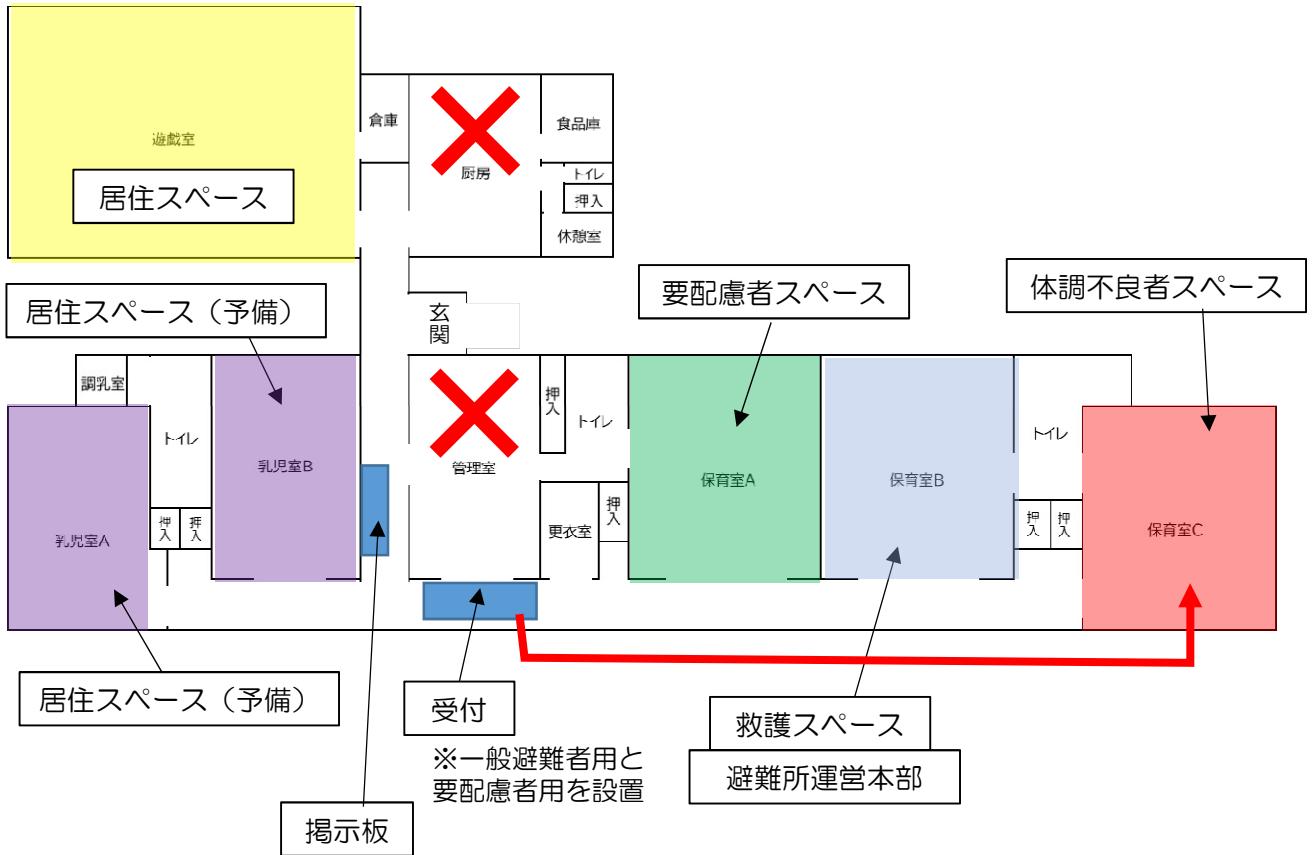 倉庫
食品庫
遊戯室
厨房
トイレ
居住スペース
押入
休憩室
要配慮者スペース
体調不良者スペース
居住スペース（予備）
玄関
調乳室
押入
トイレ
トイレ
トイレ
乳児室B
管理室
保育室A
保育室B
押入
押入
押入
更衣室
押入
押入
保育室C
乳児室A
居住スペース（予備）
受付
救護スペース
※一般避難者用と
要配慮者用を設置
避難所運営本部
掲示板